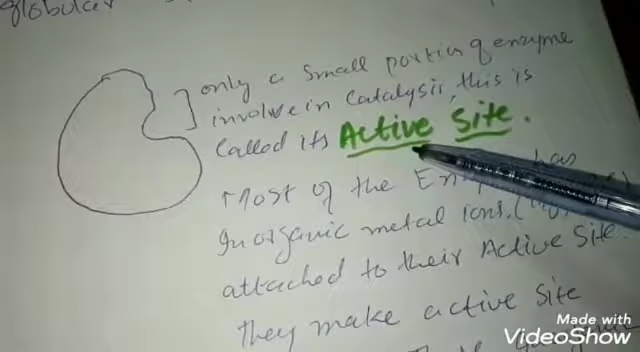 globular
only a small portion of enzyme
involve in catalysis, this is
called its Active Site.
Most of the has
Inorganic metal ions.
attached to their Active Site.
they make active site
Made with
VideoShow